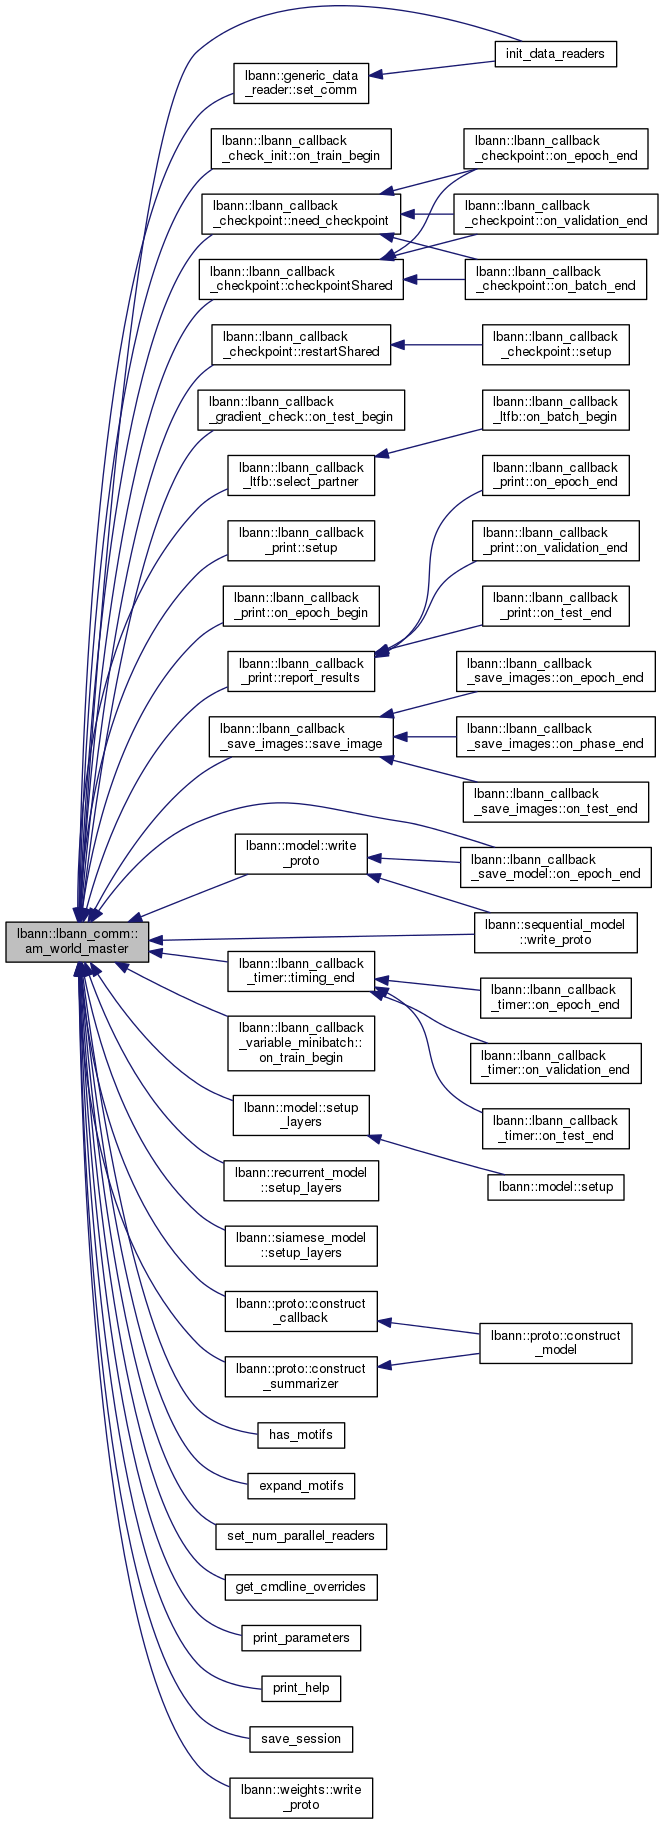 init_data_readers
lbann::generic_data
_reader::set_comm
lbann::lbann_callback
_check_init::on_train_begin
lbann::lbann_callback
_checkpoint::on_epoch_end
lbann::lbann_callback
_checkpoint::need_checkpoint
lbann::lbann_callback
_checkpoint::on_validation_end
lbann::lbann_callback
_checkpoint::checkpointShared
lbann::lbann_callback
_checkpoint::on_batch_end
lbann::lbann_callback
_checkpoint::restartShared
lbann::lbann_callback
_checkpoint::setup
lbann::lbann_callback
_gradient_check::on_test_begin
lbann::lbann_callback
_ltfb::on_batch_begin
lbann::lbann_callback
_ltfb::select_partner
lbann::lbann_callback
_print::on_epoch_end
lbann::lbann_callback
_print::setup
lbann::lbann_callback
_print::on_validation_end
lbann::lbann_callback
_print::on_epoch_begin
lbann::lbann_callback
_print::on_test_end
lbann::lbann_callback
_print::report_results
lbann::lbann_callback
_save_images::on_epoch_end
lbann::lbann_callback
_save_images::save_image
lbann::lbann_callback
_save_images::on_phase_end
lbann::lbann_callback
_save_images::on_test_end
lbann::model::write
_proto
lbann::lbann_callback
_save_model::on_epoch_end
lbann::lbann_comm::
am_world_master
lbann::sequential_model
::write_proto
lbann::lbann_callback
_timer::timing_end
lbann::lbann_callback
_timer::on_epoch_end
lbann::lbann_callback
_variable_minibatch::
on_train_begin
lbann::lbann_callback
_timer::on_validation_end
lbann::model::setup
_layers
lbann::lbann_callback
_timer::on_test_end
lbann::recurrent_model
::setup_layers
lbann::model::setup
lbann::siamese_model
::setup_layers
lbann::proto::construct
_callback
lbann::proto::construct
_model
lbann::proto::construct
_summarizer
has_motifs
expand_motifs
set_num_parallel_readers
get_cmdline_overrides
print_parameters
print_help
save_session
lbann::weights::write
_proto